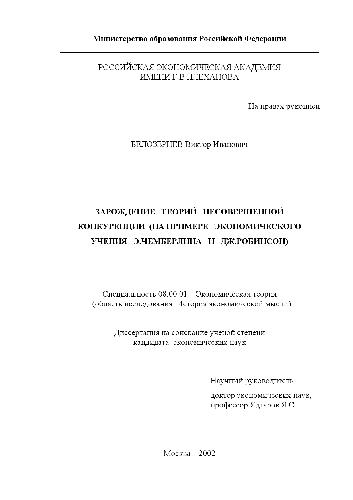 Министерство образования Российской Федерации
РОССИЙСКАЯ ЭКОНОМИЧЕСКАЯ АКАДЕМИЯ
ИМЕНИ Г.В.ПЛЕХАНОВА
На правах рукописи
БЕЛОЗЕРЦЕВ Виктор Иванович
ЗАРОЖДЕНИЕ ТЕОРИЙ НЕСОВЕРШЕННОЙ
КОНКУРЕНЦИИ (НА ПРИМЕРЕ ЭКОНОМИЧЕСКОГО
УЧЕНИЯ Э.ЧЕМБЕРЛИНА И ДЖ.РОБИНСОН)
Специальность 08.00.01 – Экономическая теория
(область исследования История экономической мысли)
Диссертация на соискание ученой степени
кандидата экономических наук
Научный руководитель
доктор экономических наук,
профессор Я.С.
Москва – 2002